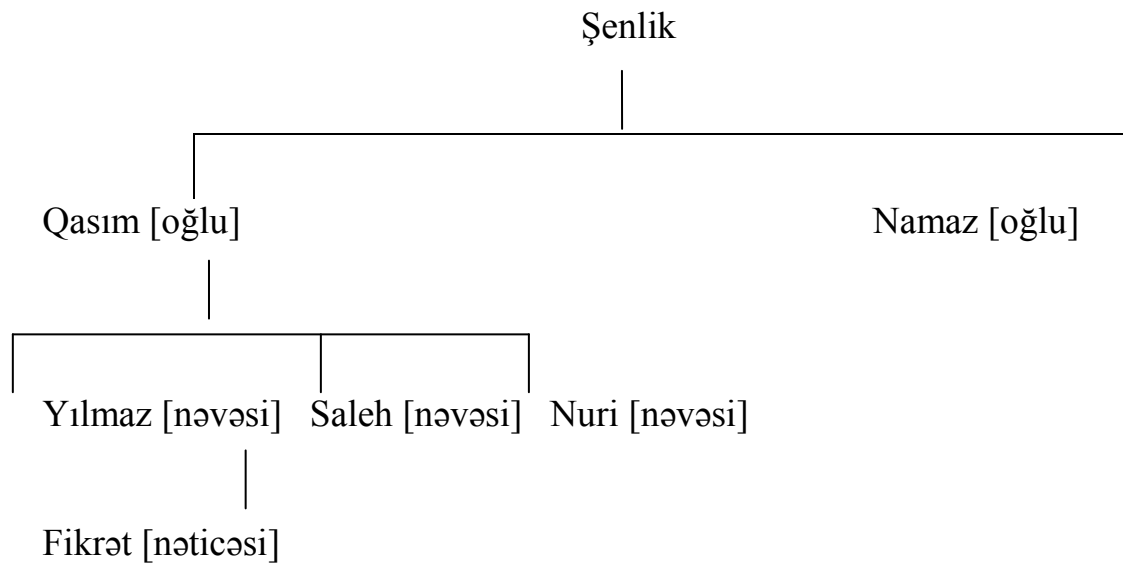 Şenlik
Qasım [oğlu] Namaz [oğlu]
Yılmaz [nəvəsi] Saleh [nəvəsi] Nuri [nəvəsi]
Fikrət [nəticəsi]